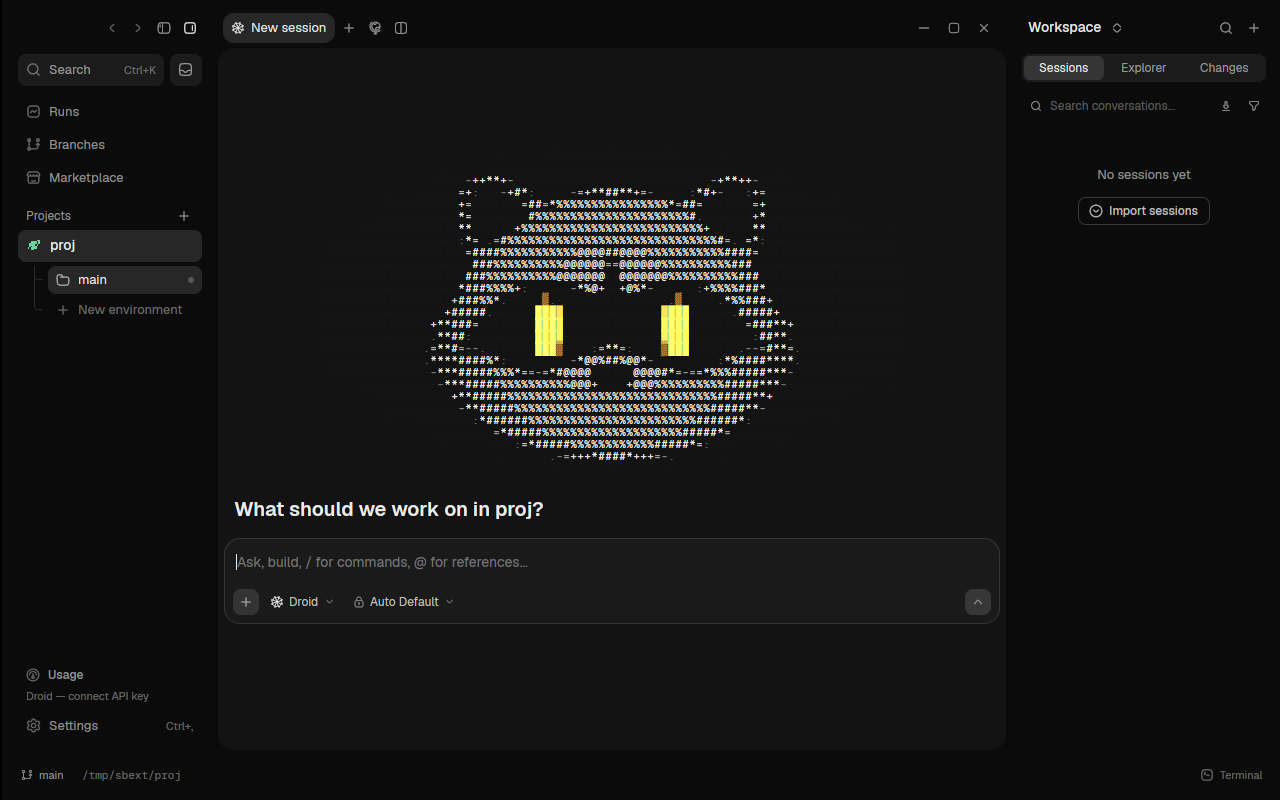 New session
Workspace
Search Ctrl+K
Sessions Explorer Changes
Search conversations...
Runs
Branches
Marketplace
No sessions yet
Import sessions
Projects
proj
main
New environment
What should we work on in proj?
Ask, build, / for commands, @ for references...
Droid Auto Default
Usage
Droid — connect API key
Settings Ctrl+,
main /tmp/sbext/proj
Terminal